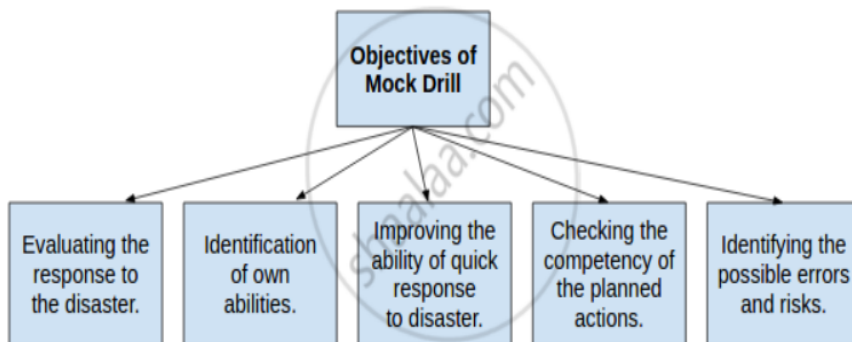 Objectives of
Mock Drill
Evaluating the
response to
the disaster.
Identification
of own
abilities.
Improving the
ability of quick
response
to disaster.
Checking the
competency of
the planned
actions.
Identifying the
possible errors
and risks.
shaalaa.com